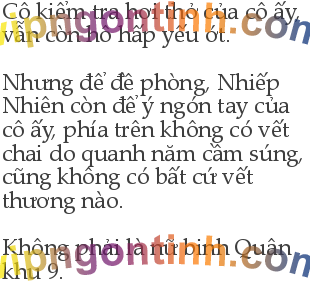 Cô kiểm tra hơi thở của cô ấy,
vẫn còn hô hấp yếu ớt.
Nhưng để đề phòng, Nhiếp
Nhiên còn để ý ngón tay của
cô ấy, phía trên không có vết
chai do quanh năm cầm súng,
cũng không có bất cứ vết
thương nào.
Không phải là nữ binh Quân
khu 9.